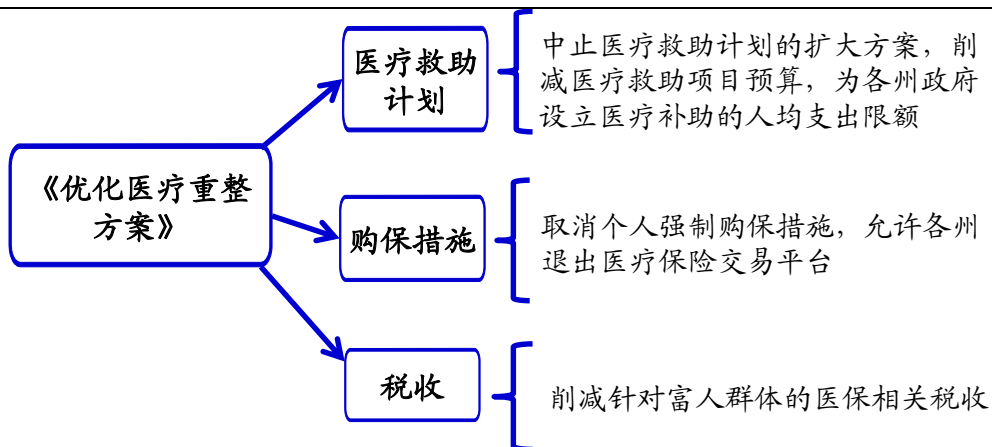 《优化医疗重整
方案》
医疗救助
计划
中止医疗救助计划的扩大方案，削
减医疗救助项目预算，为各州政府
设立医疗补助的人均支出限额
购保措施
取消个人强制购保措施，允许各州
退出医疗保险交易平台
税收
削减针对富人群体的医保相关税收